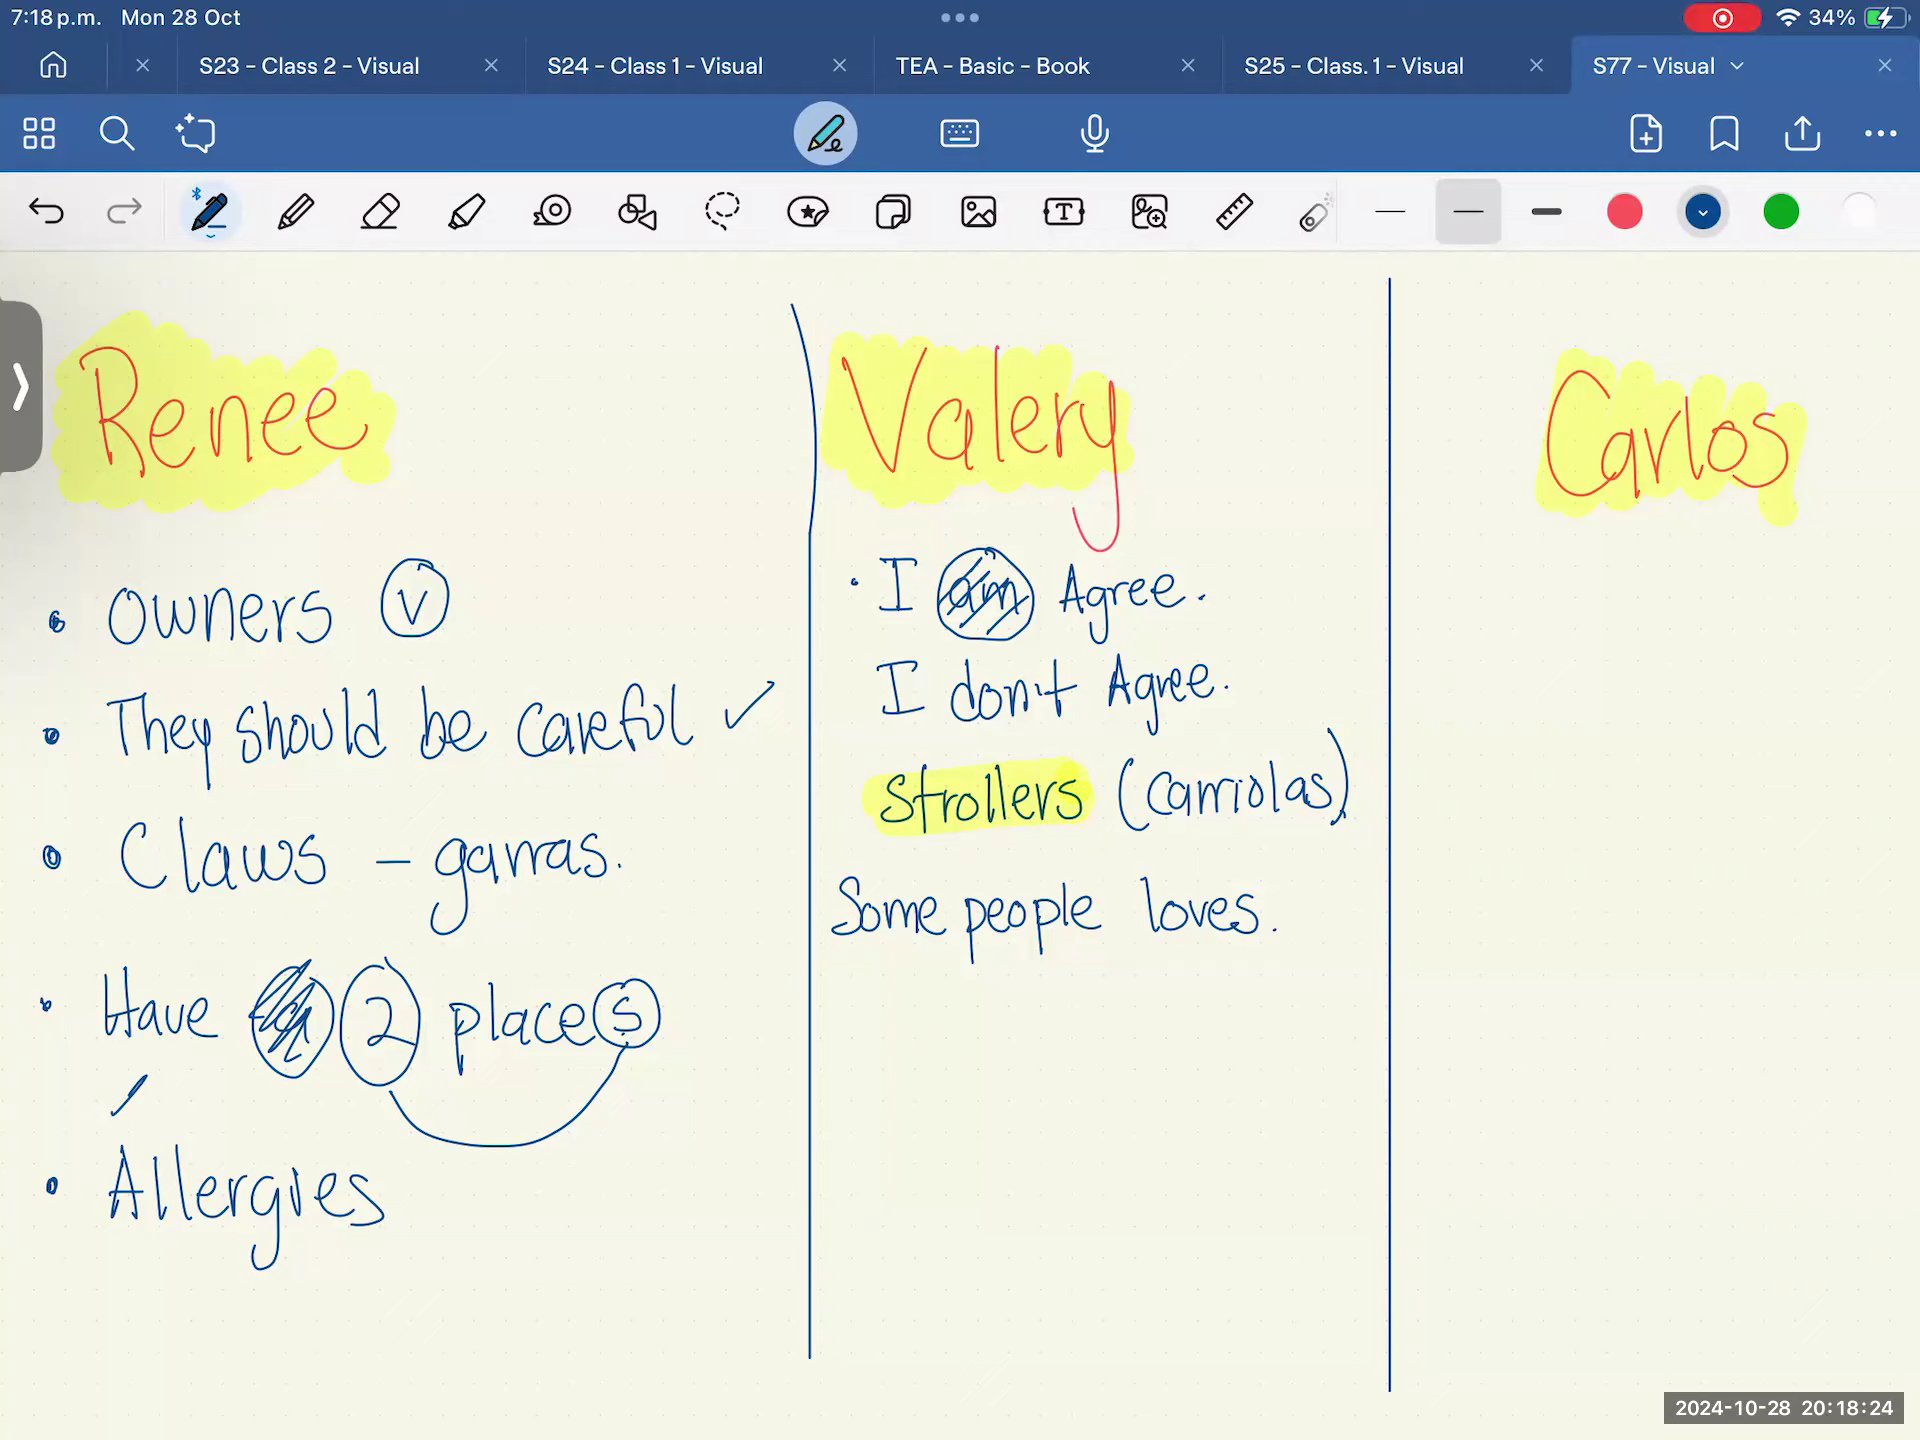 7:18 p.m. Mon 28 Oct
34%
S23 - Class 2 - Visual
S24 - Class 1 - Visual
TEA - Basic - Book
S25 - Class.1 - Visual
S77 - Visual
Renee
Owners v
They should be careful ✓
Claws - garras.
Have 2 places
Allergies
Valery
I am Agree.
I don't Agree.
Strollers (carriolas)
Some people loves.
Carlos
2024-10-28 20:18:24